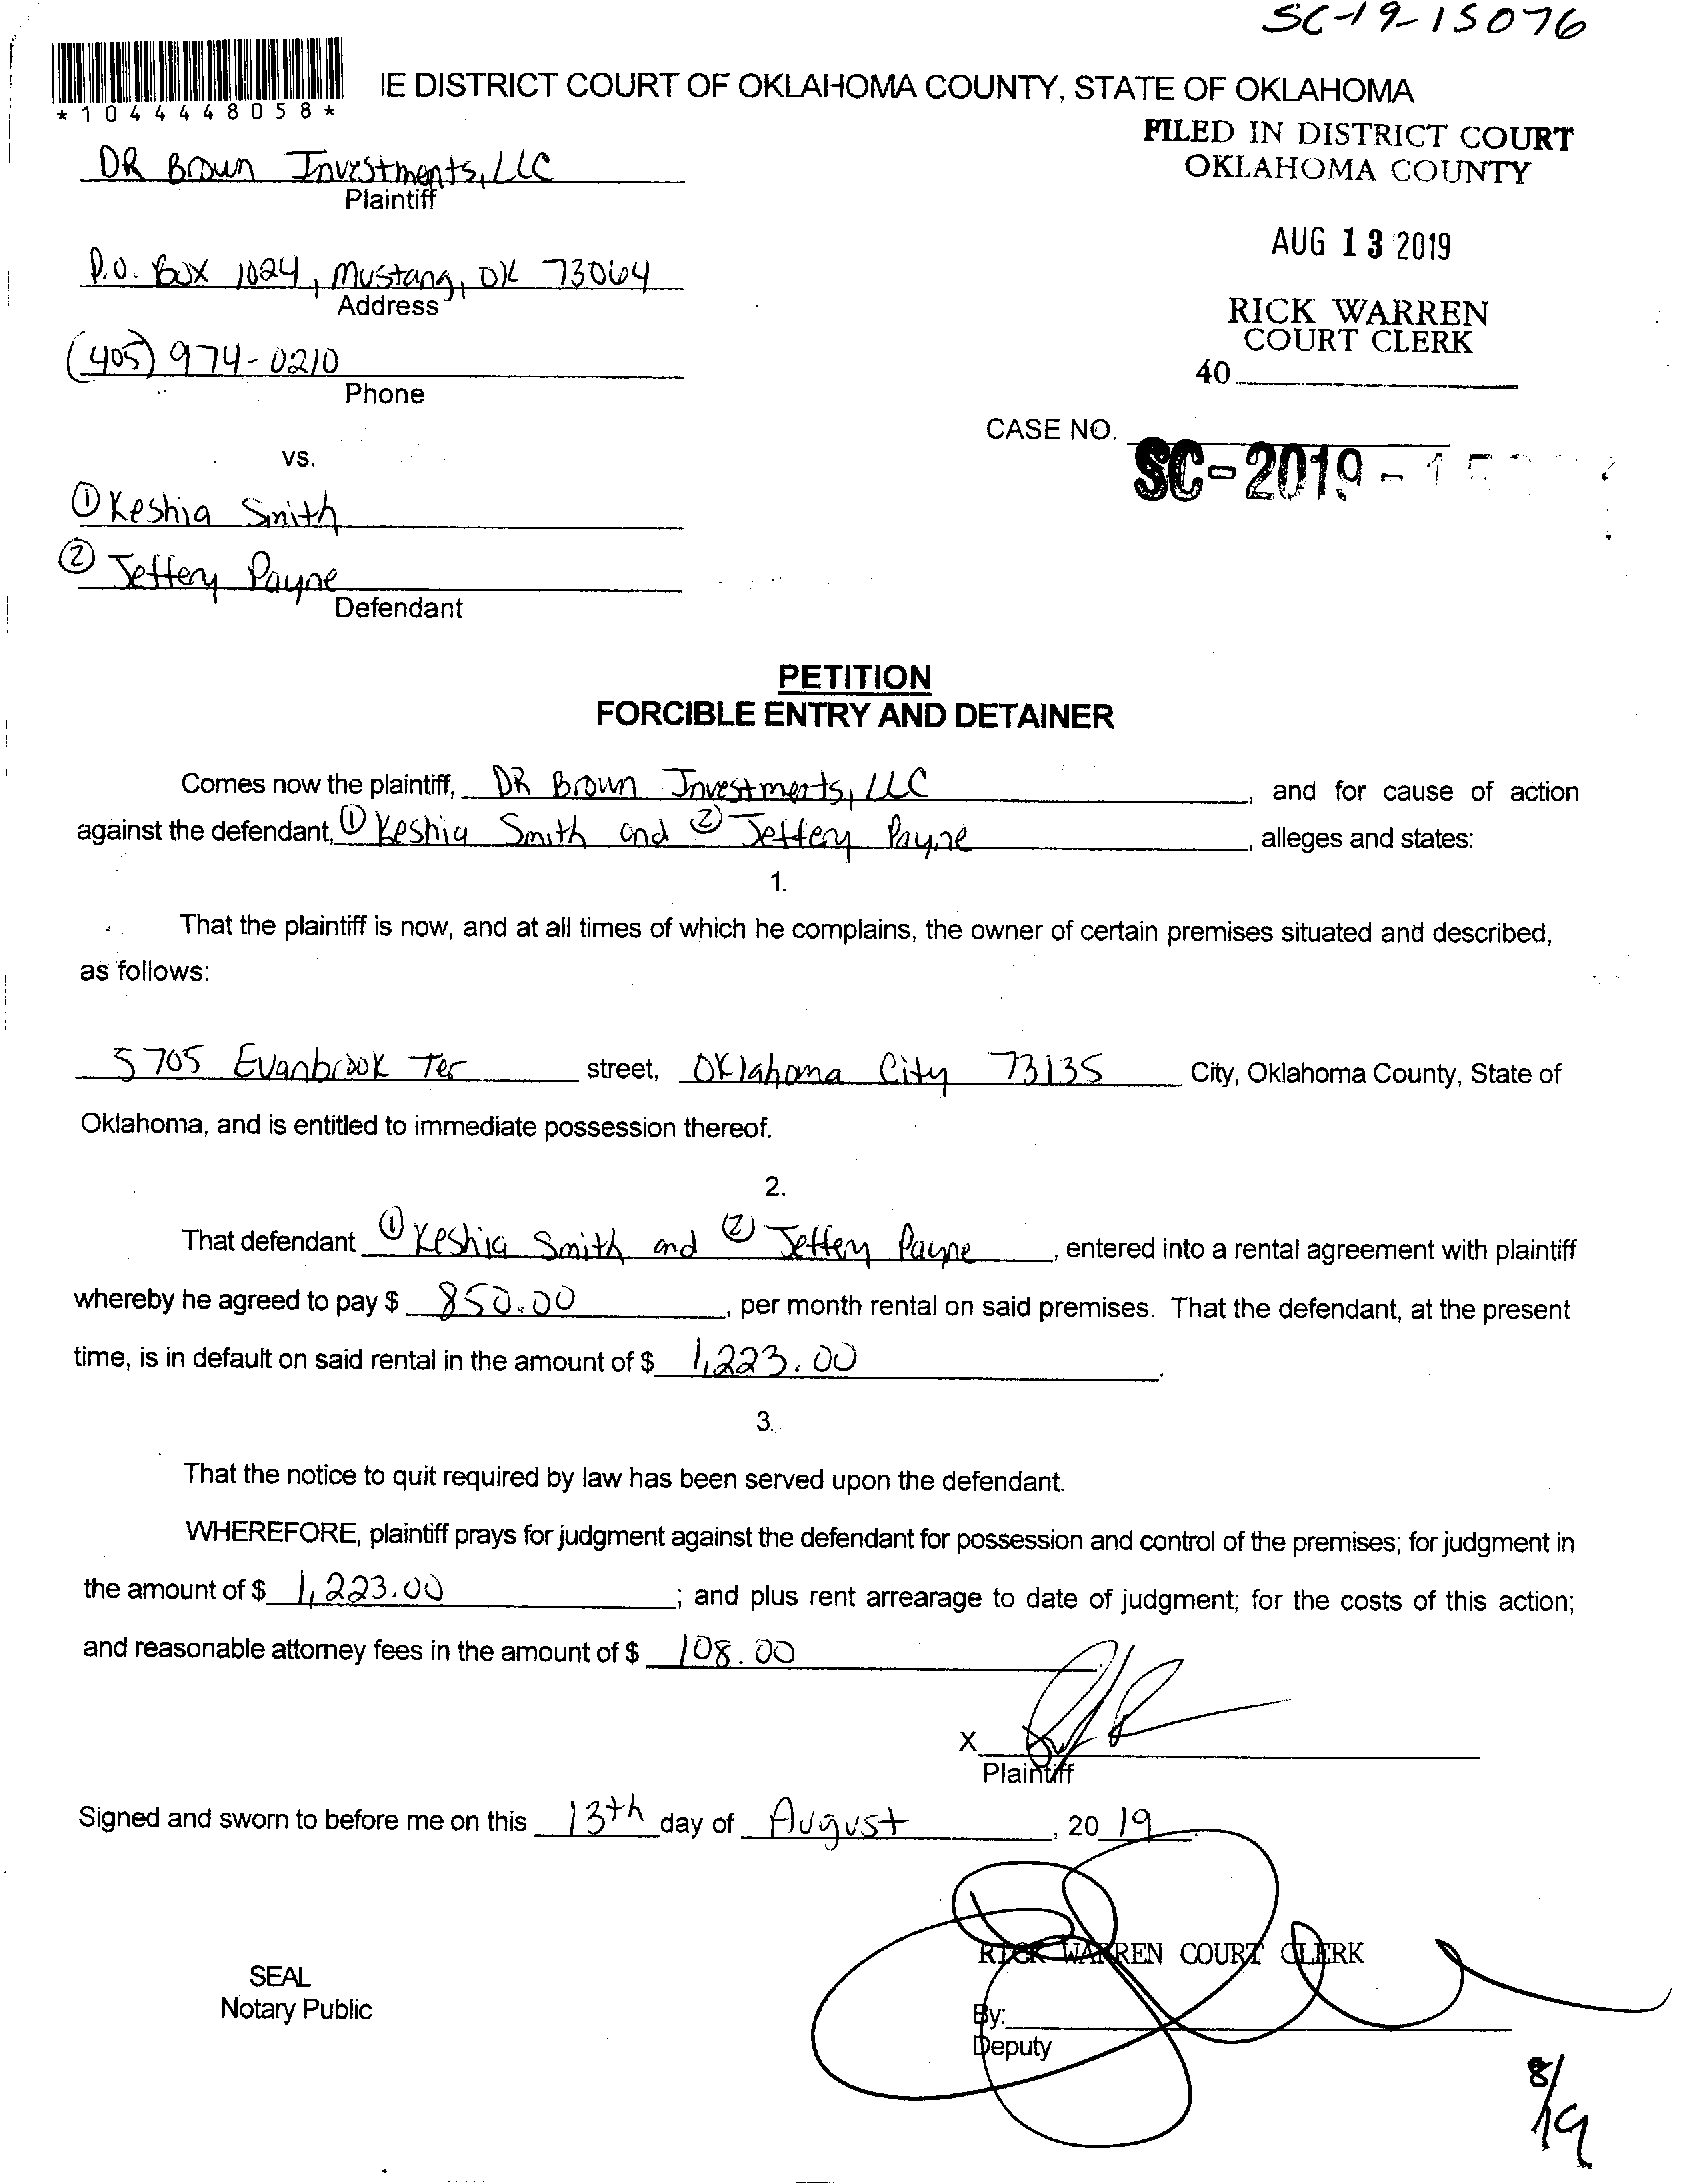 SC-19-15076
*1044448058*
IE DISTRICT COURT OF OKLAHOMA COUNTY, STATE OF OKLAHOMA
FILED IN DISTRICT COURT
OKLAHOMA COUNTY
DR Brown Investments, LLC
Plaintiff
AUG 13 2019
P.O. Box 1024, Mustang, OK 73064
Address
RICK WARREN
COURT CLERK
(405) 974-0210
Phone
40
CASE NO.
SC-2019-15
vs.
① Keshia Smith
② Jeffery Payne
Defendant
PETITION
FORCIBLE ENTRY AND DETAINER
Comes now the plaintiff, DR Brown Investments, LLC, and for cause of action
against the defendant, ① Keshia Smith and ② Jeffery Payne, alleges and states:
1.
That the plaintiff is now, and at all times of which he complains, the owner of certain premises situated and described,
as follows:
5705 Evanbrook Ter street, Oklahoma City 73135 City, Oklahoma County, State of
Oklahoma, and is entitled to immediate possession thereof.
2.
That defendant ① Keshia Smith and ② Jeffery Payne, entered into a rental agreement with plaintiff
whereby he agreed to pay $ 850.00, per month rental on said premises. That the defendant, at the present
time, is in default on said rental in the amount of $ 1,223.00.
3.
That the notice to quit required by law has been served upon the defendant.
WHEREFORE, plaintiff prays for judgment against the defendant for possession and control of the premises; for judgment in
the amount of $ 1,223.00; and plus rent arrearage to date of judgment; for the costs of this action;
and reasonable attorney fees in the amount of $ 108.00
X
Plaintiff
Signed and sworn to before me on this 13th day of August, 20 19
RICK WARREN COURT CLERK
SEAL
Notary Public
By:
Deputy
8/19